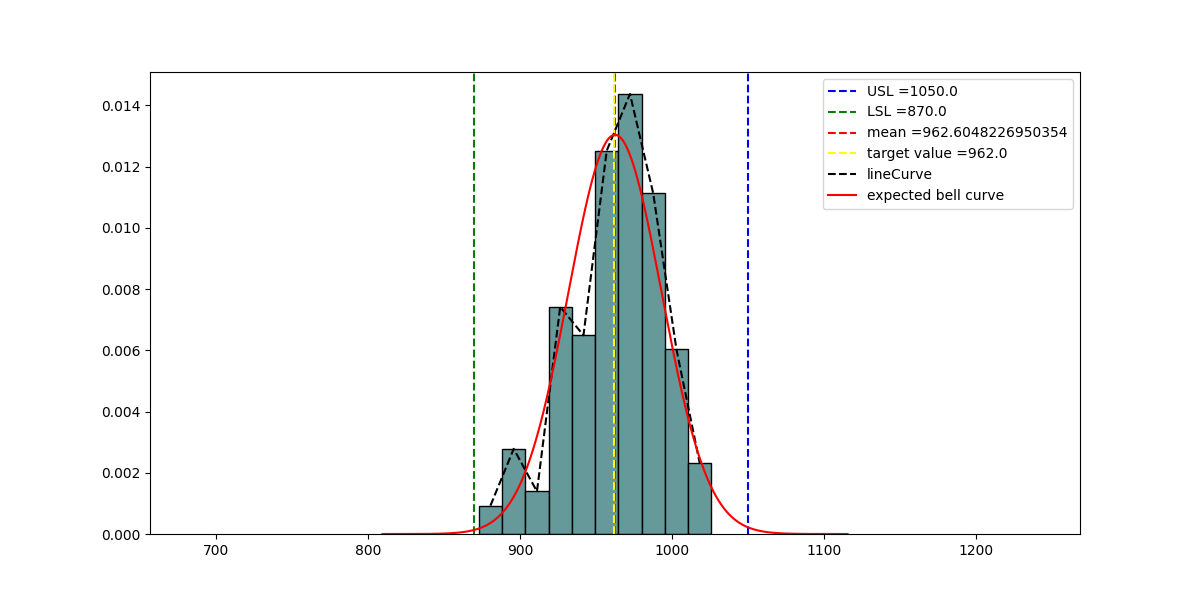 USL =1050.0
LSL =870.0
mean =962.6048226950354
target value =962.0
lineCurve
expected bell curve
0.014
0.012
0.010
0.008
0.006
0.004
0.002
0.000
700 800 900 1000 1100 1200